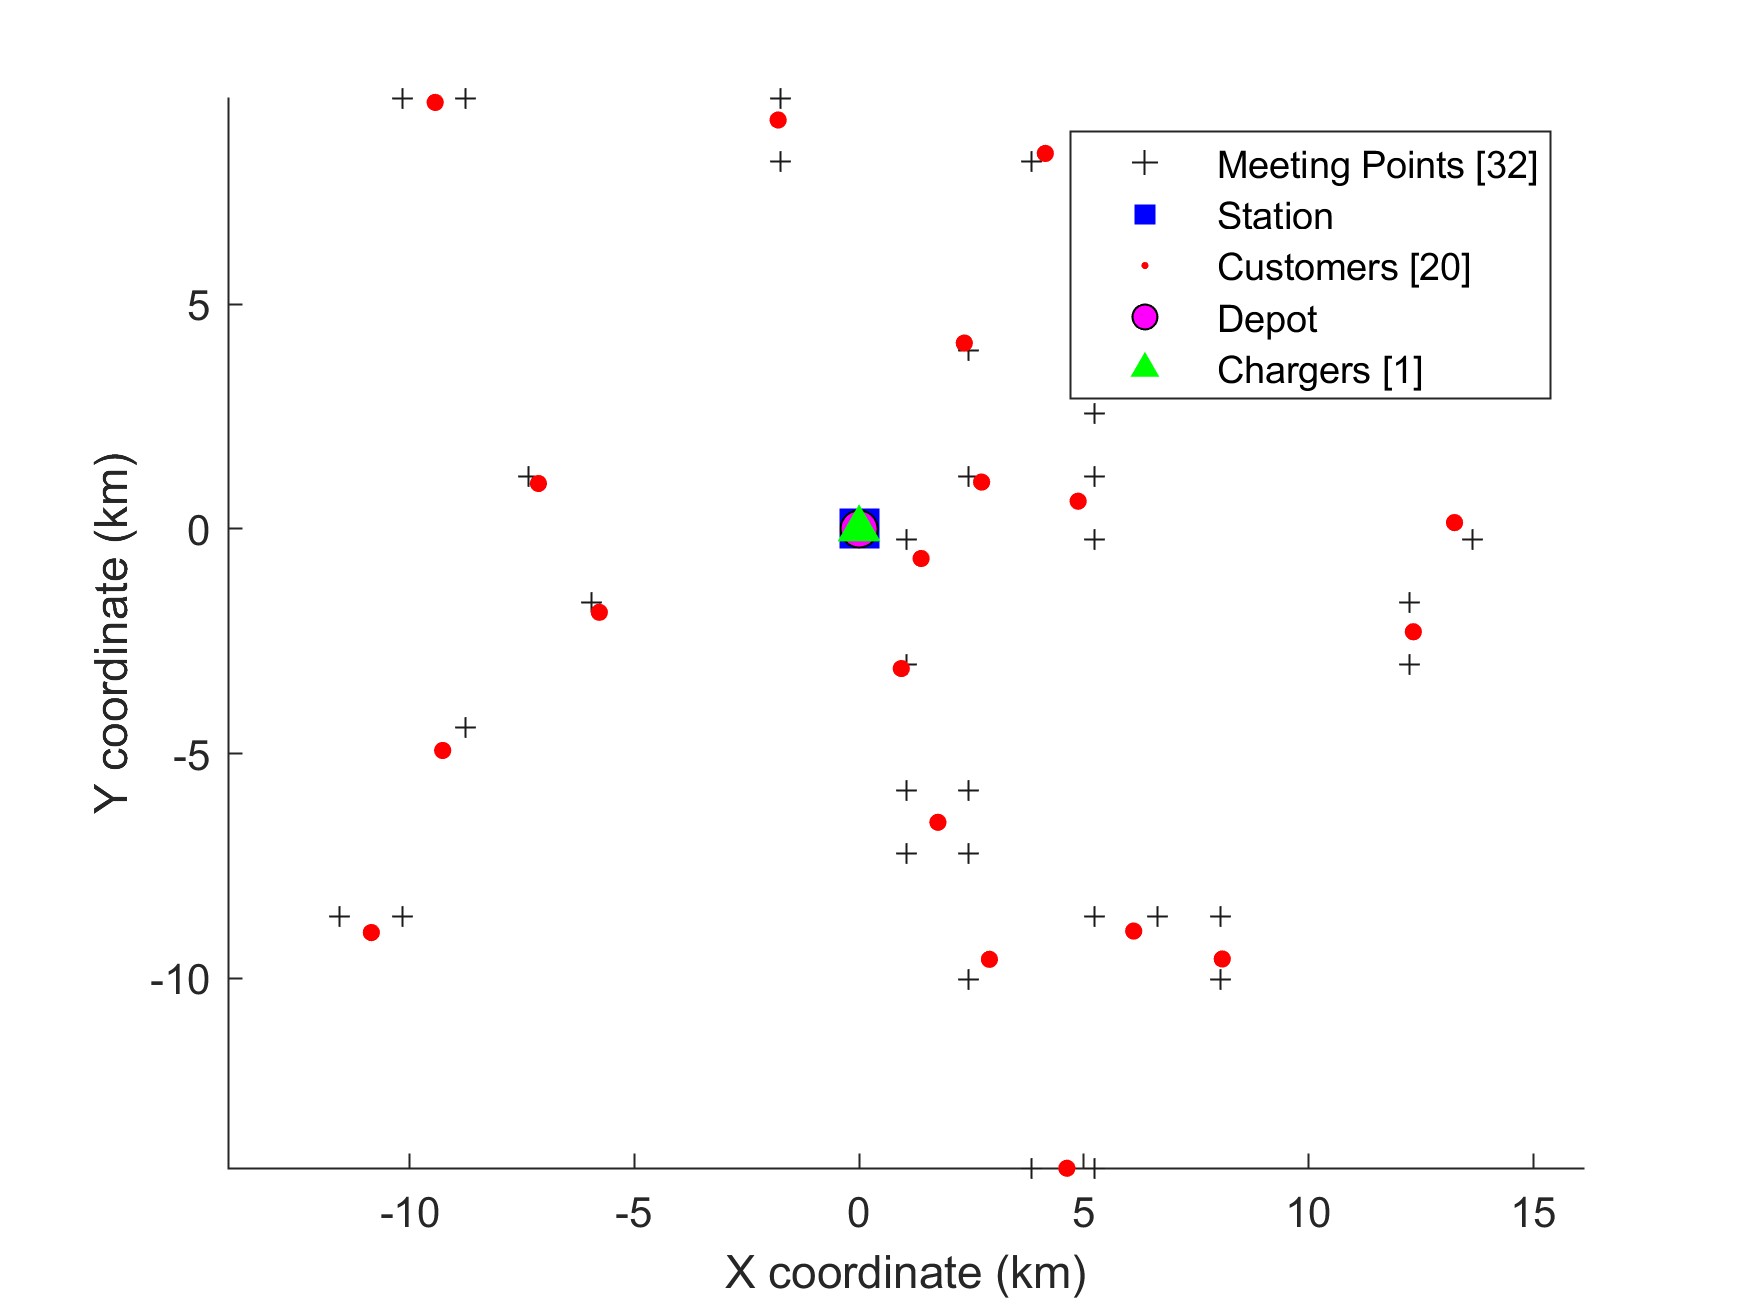 Meeting Points [32]
Station
Customers [20]
Depot
Chargers [1]
5
0
-5
-10
Y coordinate (km)
-10 -5 0 5 10 15
X coordinate (km)